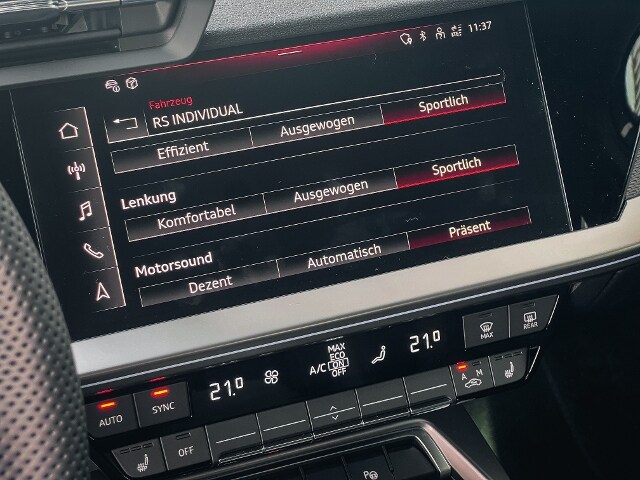 11:37
Fahrzeug
RS INDIVIDUAL
Effizient Ausgewogen Sportlich
Lenkung
Komfortabel Ausgewogen Sportlich
Motorsound
Dezent Automatisch Präsent
MAX
REAR
21.0 MAX 21.0
ECO
A/C ON
OFF
AUTO SYNC
A M
OFF
P